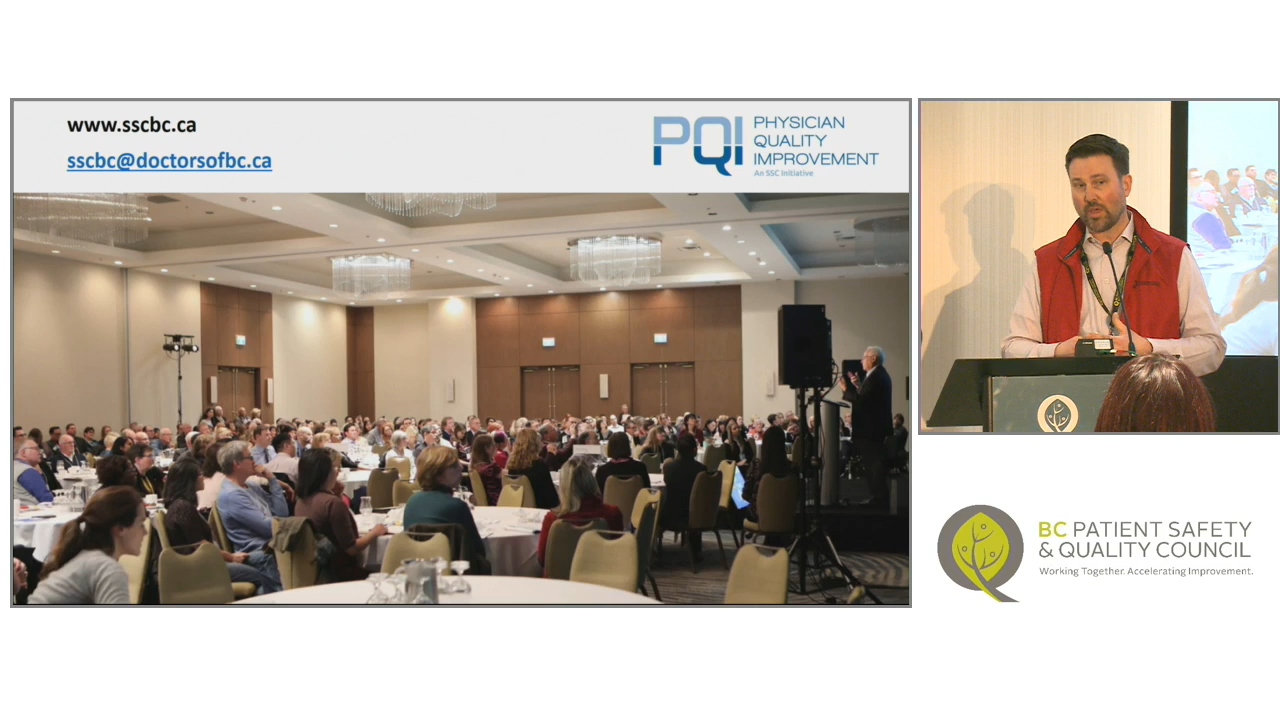 www.sscbc.ca
sscbc@doctorsofbc.ca
PQI
PHYSICIAN
QUALITY
IMPROVEMENT
An SSC Initiative
BC PATIENT SAFETY
& QUALITY COUNCIL
Working Together. Accelerating Improvement.